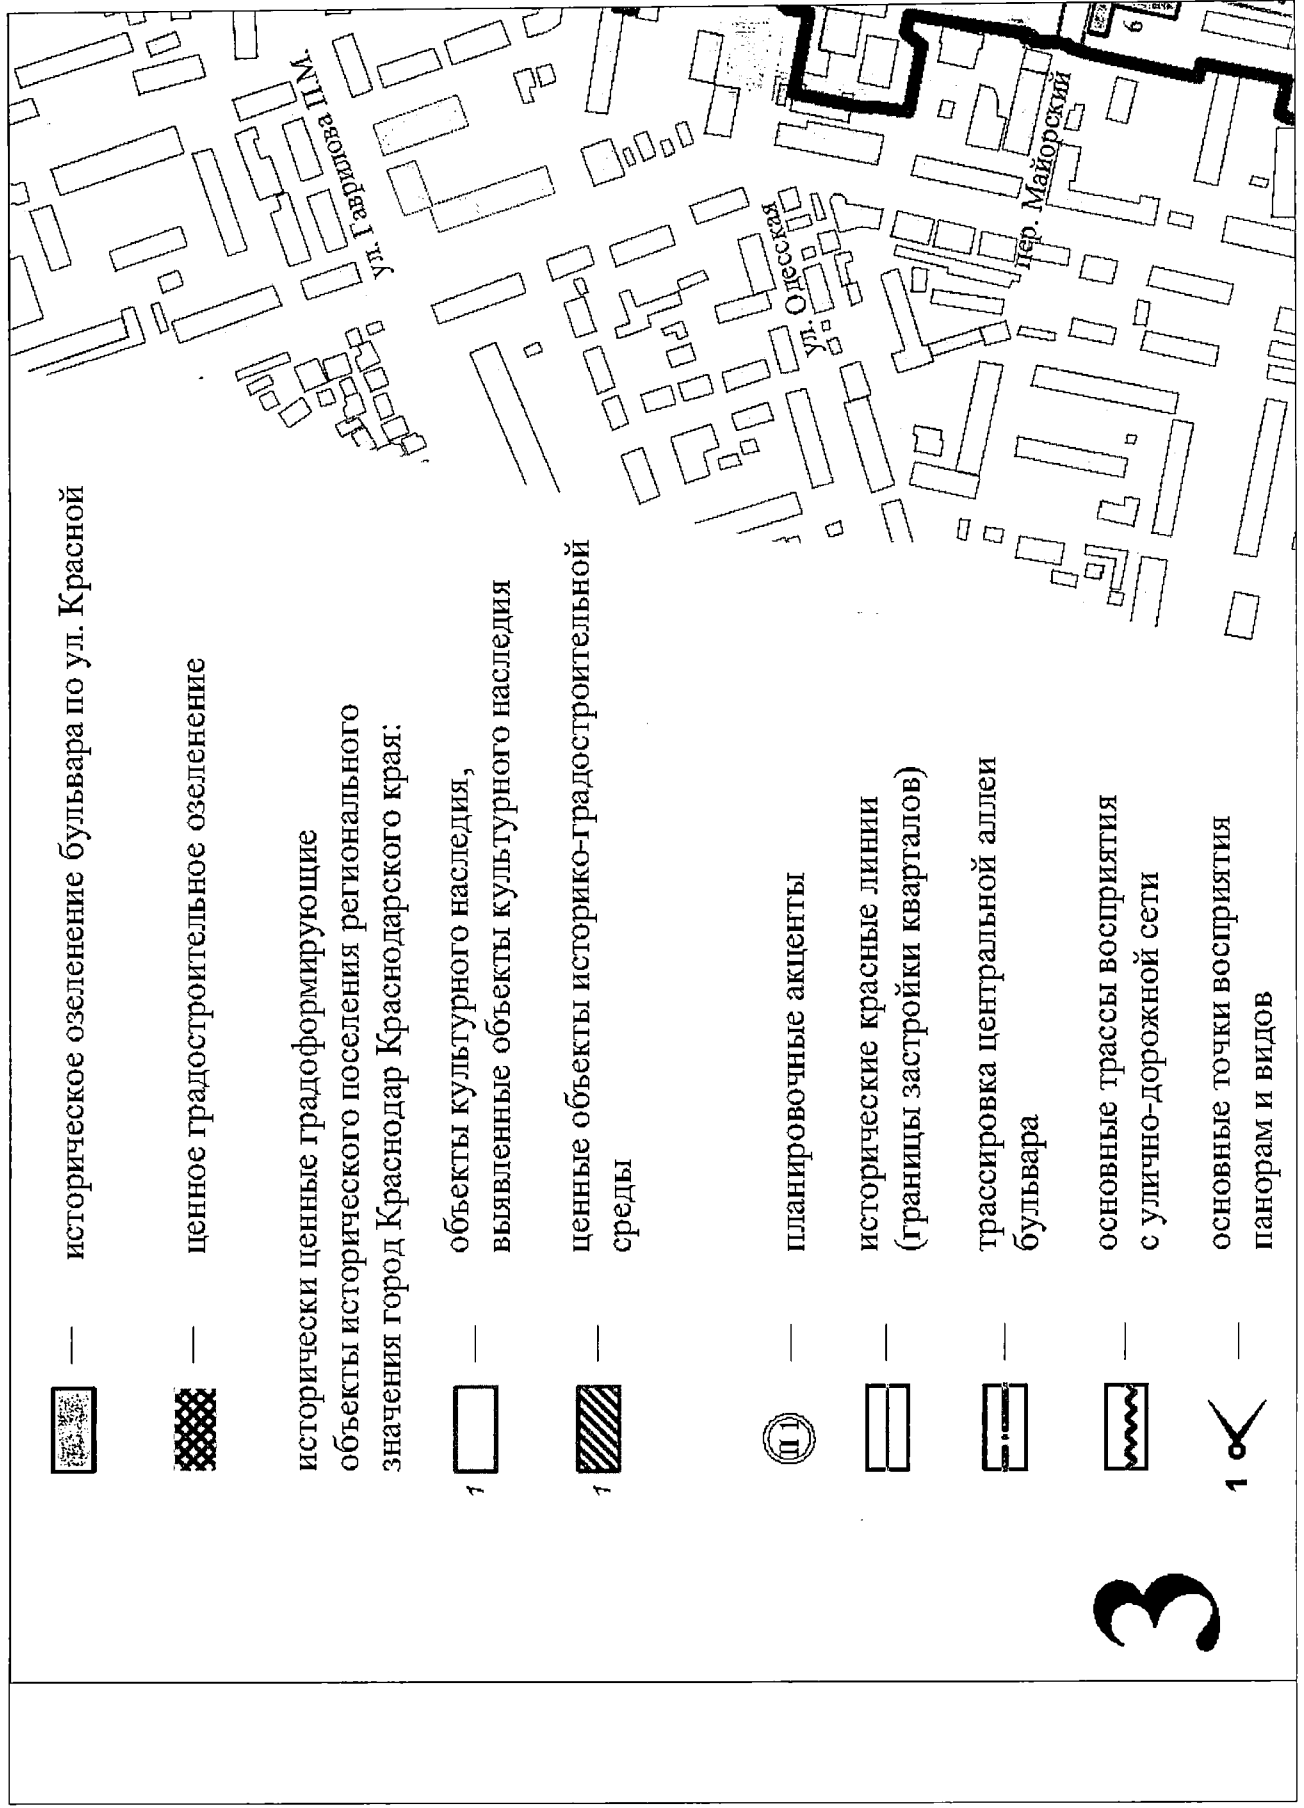 историческое озеленение бульвара по ул. Красной
ценное градостроительное озеленение
исторически ценные градоформирующие
объекты исторического поселения регионального
значения город Краснодар Краснодарского края:
1
объекты культурного наследия,
выявленные объекты культурного наследия
1
ценные объекты историко-градостроительной
среды
П 1
планировочные акценты
исторические красные линии
(границы застройки кварталов)
трассировка центральной аллеи
бульвара
основные трассы восприятия
с улично-дорожной сети
1
основные точки восприятия
панорам и видов
3
ул. Гаврилова П.М.
ул. Одесская
пер. Майорский
6